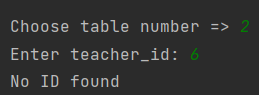 Choose table number => 2
Enter teacher_id: 6
No ID found